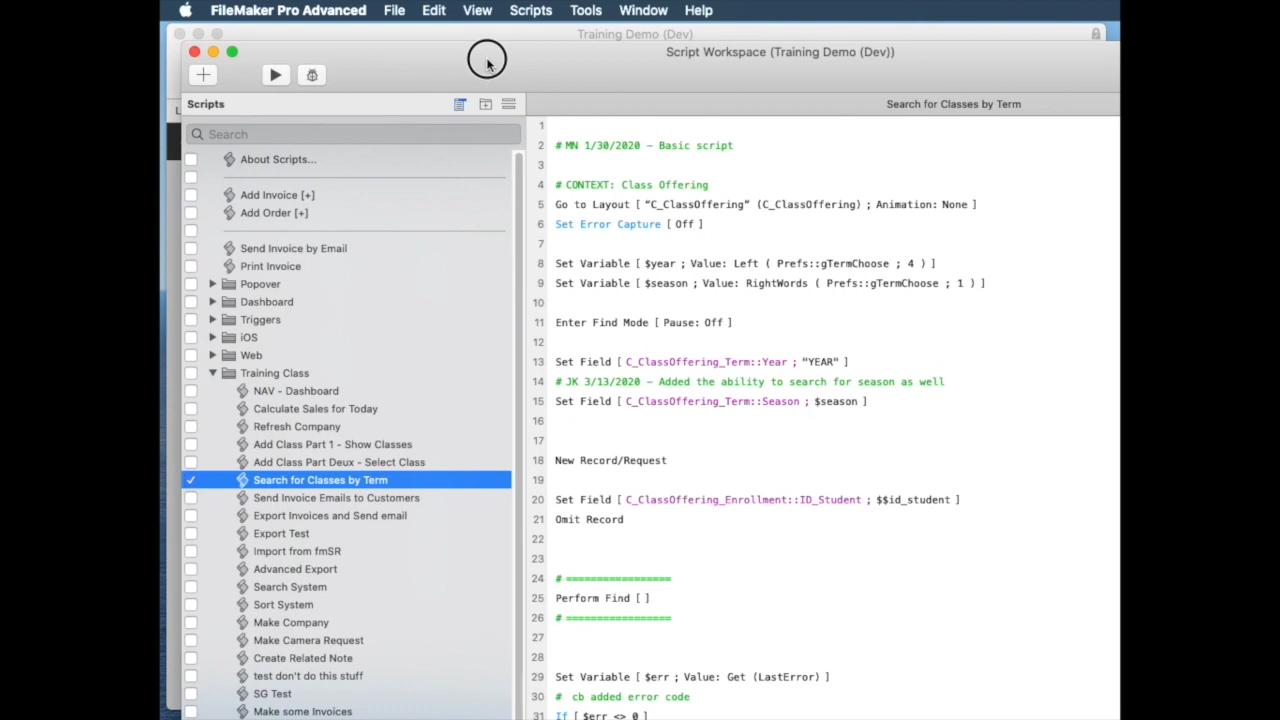 FileMaker Pro Advanced File Edit View Scripts Tools Window Help
Training Demo (Dev)
Script Workspace (Training Demo (Dev))
Scripts
Search for Classes by Term
Search
About Scripts...
Add Invoice [+]
Add Order [+]
Send Invoice by Email
Print Invoice
Popover
Dashboard
Triggers
iOS
Web
Training Class
NAV - Dashboard
Calculate Sales for Today
Refresh Company
Add Class Part 1 - Show Classes
Add Class Part Deux - Select Class
Search for Classes by Term
Send Invoice Emails to Customers
Export Invoices and Send email
Export Test
Import from fmSR
Advanced Export
Search System
Sort System
Make Company
Make Camera Request
Create Related Note
test don't do this stuff
SG Test
Make some Invoices
1
2 # MN 1/30/2020 – Basic script
3
4 # CONTEXT: Class Offering
5 Go to Layout [ “C_ClassOffering” (C_ClassOffering) ; Animation: None ]
6 Set Error Capture [ Off ]
7
8 Set Variable [ $year ; Value: Left ( Prefs::gTermChoose ; 4 ) ]
9 Set Variable [ $season ; Value: RightWords ( Prefs::gTermChoose ; 1 ) ]
10
11 Enter Find Mode [ Pause: Off ]
12
13 Set Field [ C_ClassOffering_Term::Year ; "YEAR" ]
14 # JK 3/13/2020 – Added the ability to search for season as well
15 Set Field [ C_ClassOffering_Term::Season ; $season ]
16
17
18 New Record/Request
19
20 Set Field [ C_ClassOffering_Enrollment::ID_Student ; $$id_student ]
21 Omit Record
22
23
24 # =================
25 Perform Find [ ]
26 # =================
27
28
29 Set Variable [ $err ; Value: Get (LastError) ]
30 # cb added error code
31 If [ $err <> 0 ]